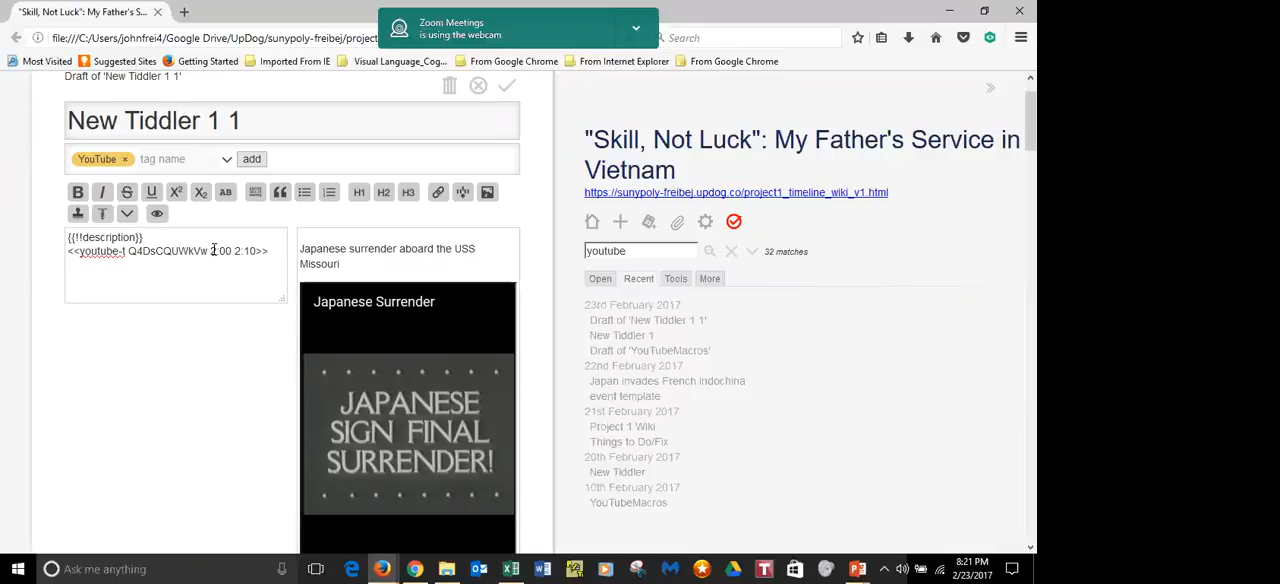 "Skill, Not Luck": My Father's S...
Zoom Meetings
is using the webcam
file:///C:/Users/johnfrei4/Google Drive/UpDog/sunypoly-freibej/project
Search
Most Visited
Suggested Sites
Getting Started
Imported From IE
Visual Language_Cog...
From Google Chrome
From Internet Explorer
From Google Chrome
Draft of 'New Tiddler 1 1'
New Tiddler 1 1
YouTube ×
tag name
add
B I S U X² X₂ AB
H1 H2 H3
{{!!description}}
<<youtube-t Q4DsCQUWkVw 2:00 2:10>>
Japanese surrender aboard the USS
Missouri
Japanese Surrender
JAPANESE
SIGN FINAL
SURRENDER!
"Skill, Not Luck": My Father's Service in
Vietnam
https://sunypoly-freibej.updog.co/project1_timeline_wiki_v1.html
youtube
32 matches
Open Recent Tools More
23rd February 2017
Draft of 'New Tiddler 1 1'
New Tiddler 1
Draft of 'YouTubeMacros'
22nd February 2017
Japan invades French Indochina
event template
21st February 2017
Project 1 Wiki
Things to Do/Fix
20th February 2017
New Tiddler
10th February 2017
YouTubeMacros
Ask me anything
8:21 PM
2/23/2017